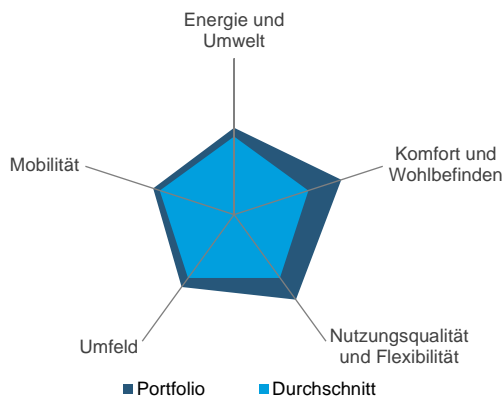 Energie und
Umwelt
Komfort und
Wohlbefinden
Mobilität
Nutzungsqualität
und Flexibilität
Umfeld
Portfolio
Durchschnitt